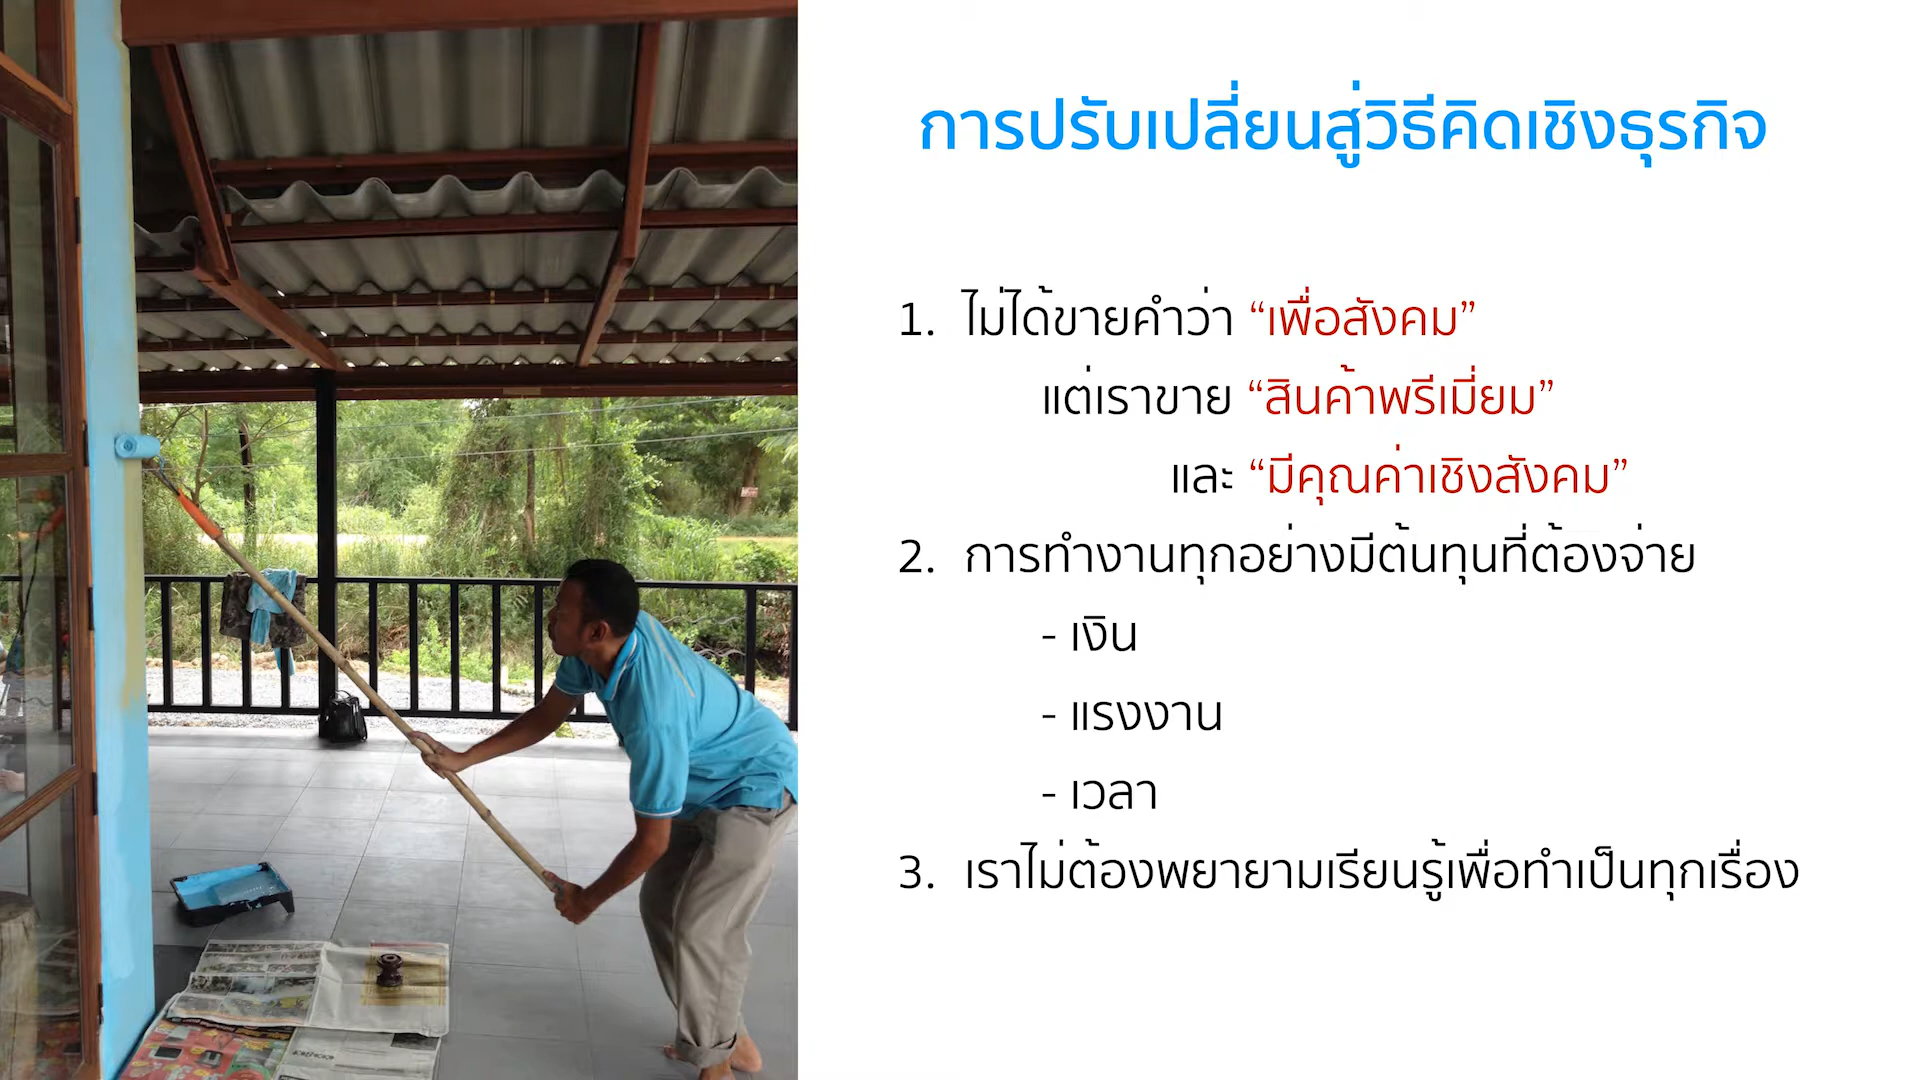 การปรับเปลี่ยนสู่วิธีคิดเชิงธุรกิจ
1. ไม่ได้ขายคำว่า “เพื่อสังคม”
แต่เราขาย “สินค้าพรีเมี่ยม”
และ “มีคุณค่าเชิงสังคม”
2. การทำงานทุกอย่างมีต้นทุนที่ต้องจ่าย
- เงิน
- แรงงาน
- เวลา
3. เราไม่ต้องพยายามเรียนรู้เพื่อทำเป็นทุกเรื่อง